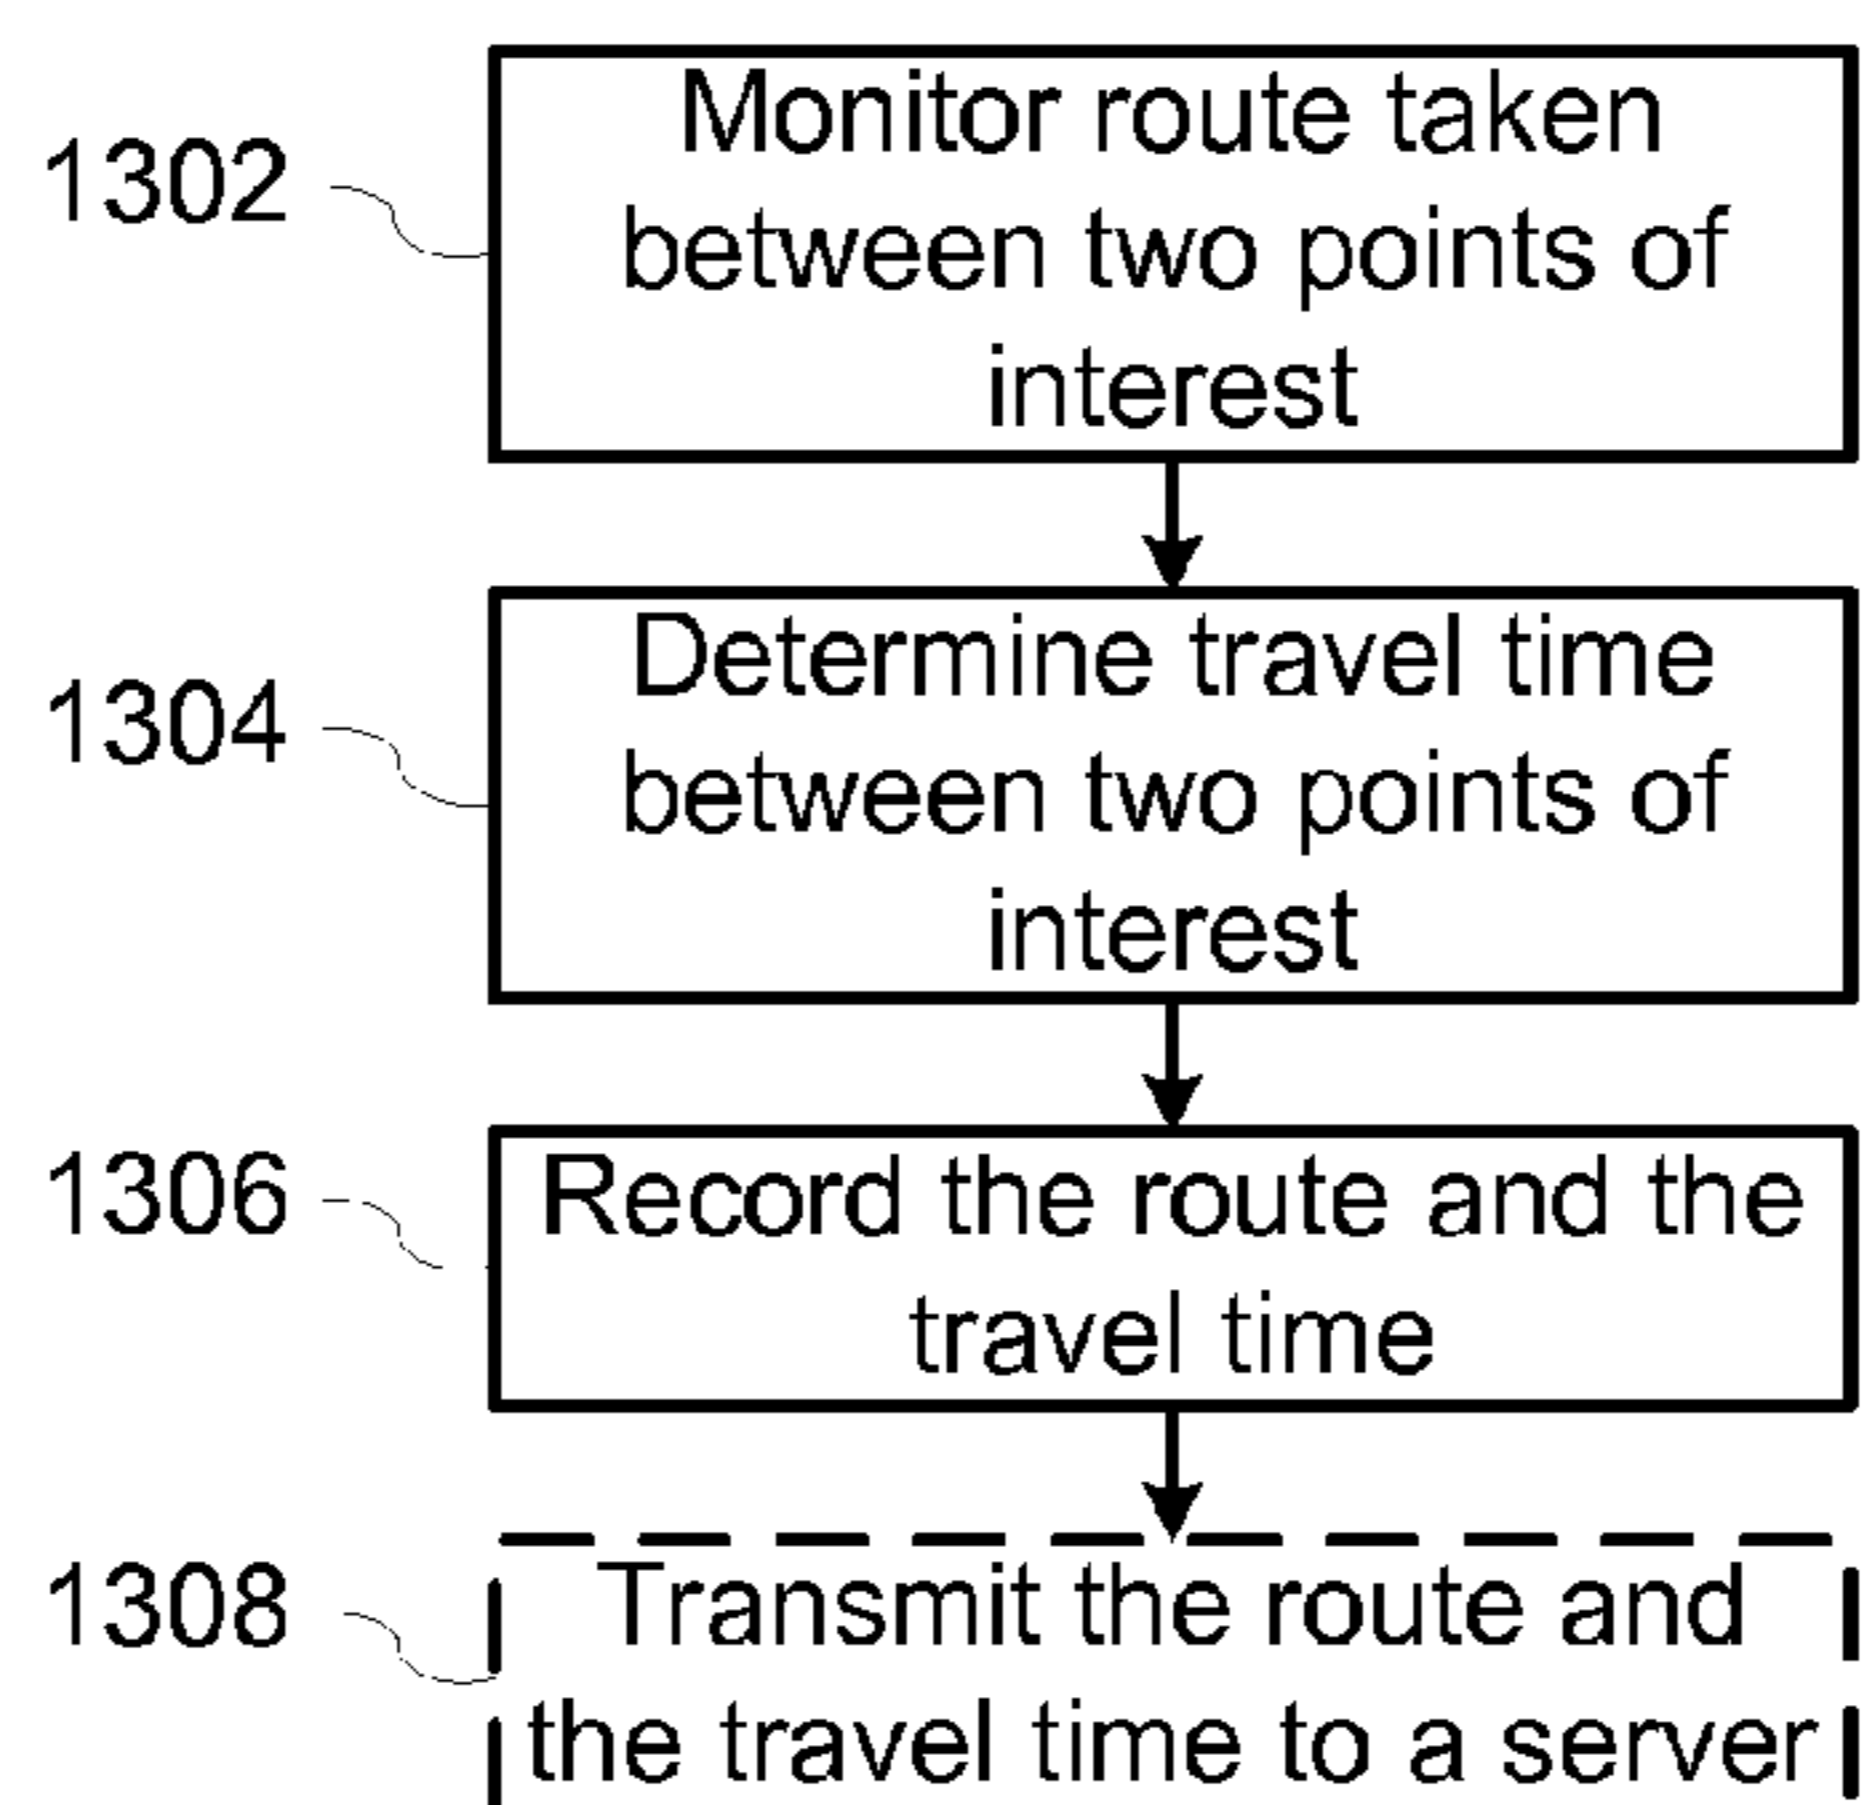 1302
Monitor route taken
between two points of
interest
1304
Determine travel time
between two points of
interest
1306
Record the route and the
travel time
1308
Transmit the route and
the travel time to a server